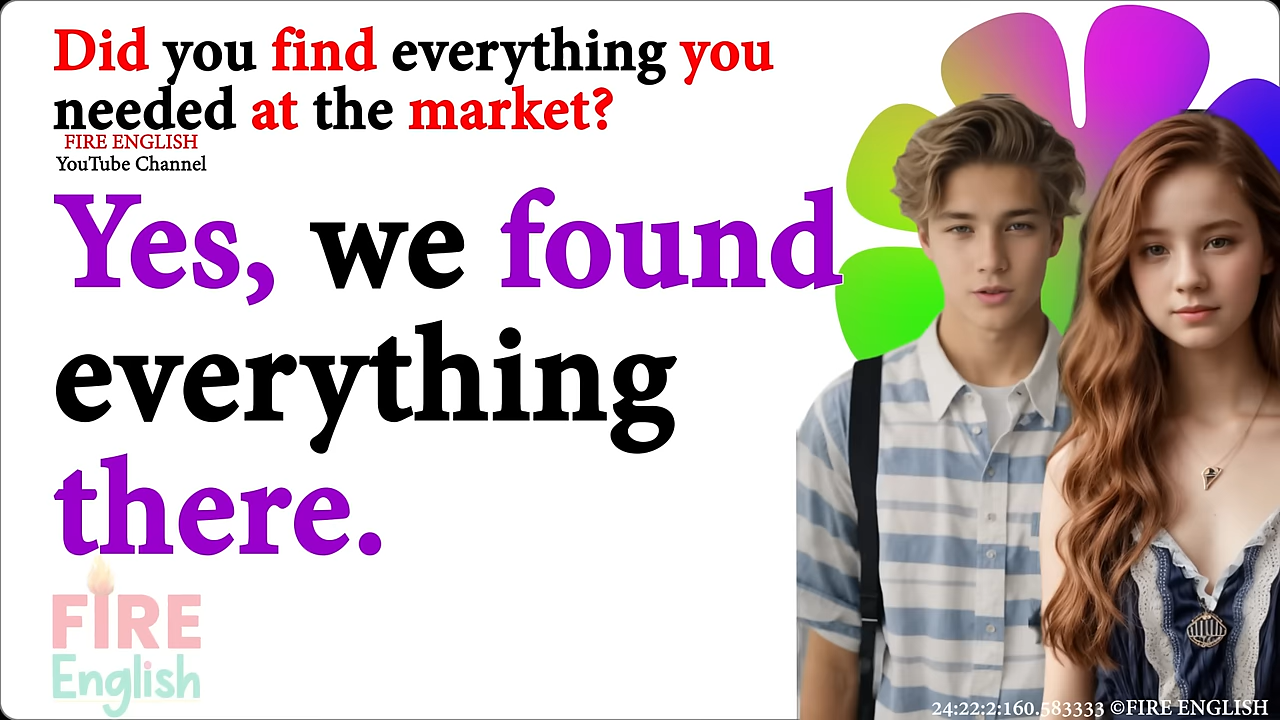 Did you find everything you
needed at the market?
FIRE ENGLISH
YouTube Channel
Yes, we found
everything
there.
FIRE
English
24:22:2:160.583333 ©FIRE ENGLISH